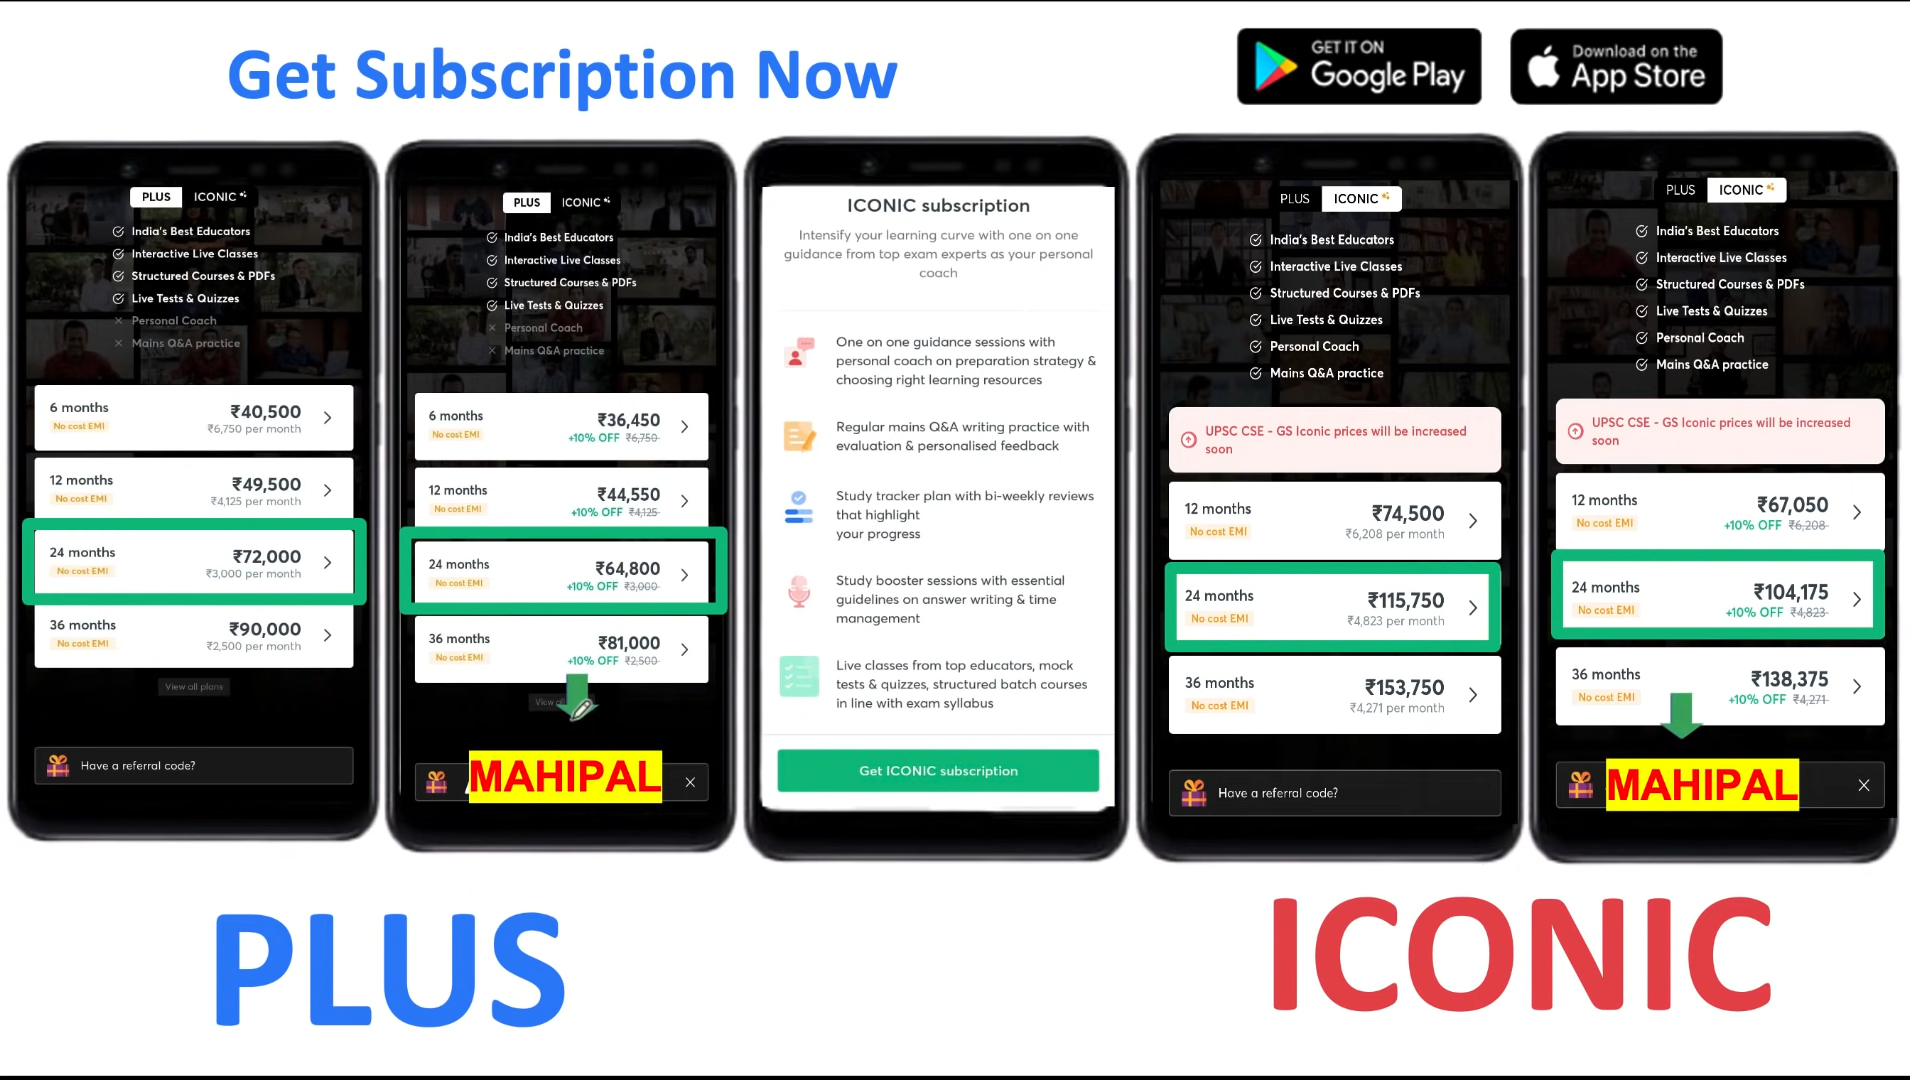 Get Subscription Now
GET IT ON
Google Play
Download on the
App Store
PLUS ICONIC
India's Best Educators
Interactive Live Classes
Structured Courses & PDFs
Live Tests & Quizzes
Personal Coach
Mains Q&A practice
6 months ₹40,500
No cost EMI ₹6,750 per month
12 months ₹49,500
No cost EMI ₹4,125 per month
24 months ₹72,000
No cost EMI ₹3,000 per month
36 months ₹90,000
No cost EMI ₹2,500 per month
View all plans
Have a referral code?
PLUS ICONIC
India's Best Educators
Interactive Live Classes
Structured Courses & PDFs
Live Tests & Quizzes
Personal Coach
Mains Q&A practice
6 months ₹36,450
No cost EMI +10% OFF ₹6,750
12 months ₹44,550
No cost EMI +10% OFF ₹4,125
24 months ₹64,800
No cost EMI +10% OFF ₹3,000
36 months ₹81,000
No cost EMI +10% OFF ₹2,500
View
MAHIPAL
ICONIC subscription
Intensify your learning curve with one on one
guidance from top exam experts as your personal
coach
One on one guidance sessions with
personal coach on preparation strategy &
choosing right learning resources
Regular mains Q&A writing practice with
evaluation & personalised feedback
Study tracker plan with bi-weekly reviews
that highlight
your progress
Study booster sessions with essential
guidelines on answer writing & time
management
Live classes from top educators, mock
tests & quizzes, structured batch courses
in line with exam syllabus
Get ICONIC subscription
PLUS ICONIC
India's Best Educators
Interactive Live Classes
Structured Courses & PDFs
Live Tests & Quizzes
Personal Coach
Mains Q&A practice
UPSC CSE - GS Iconic prices will be increased
soon
12 months ₹74,500
No cost EMI ₹6,208 per month
24 months ₹115,750
No cost EMI ₹4,823 per month
36 months ₹153,750
No cost EMI ₹4,271 per month
Have a referral code?
PLUS ICONIC
India's Best Educators
Interactive Live Classes
Structured Courses & PDFs
Live Tests & Quizzes
Personal Coach
Mains Q&A practice
UPSC CSE - GS Iconic prices will be increased
soon
12 months ₹67,050
No cost EMI +10% OFF ₹6,208
24 months ₹104,175
No cost EMI +10% OFF ₹4,823
36 months ₹138,375
No cost EMI +10% OFF ₹4,271
MAHIPAL
PLUS
ICONIC